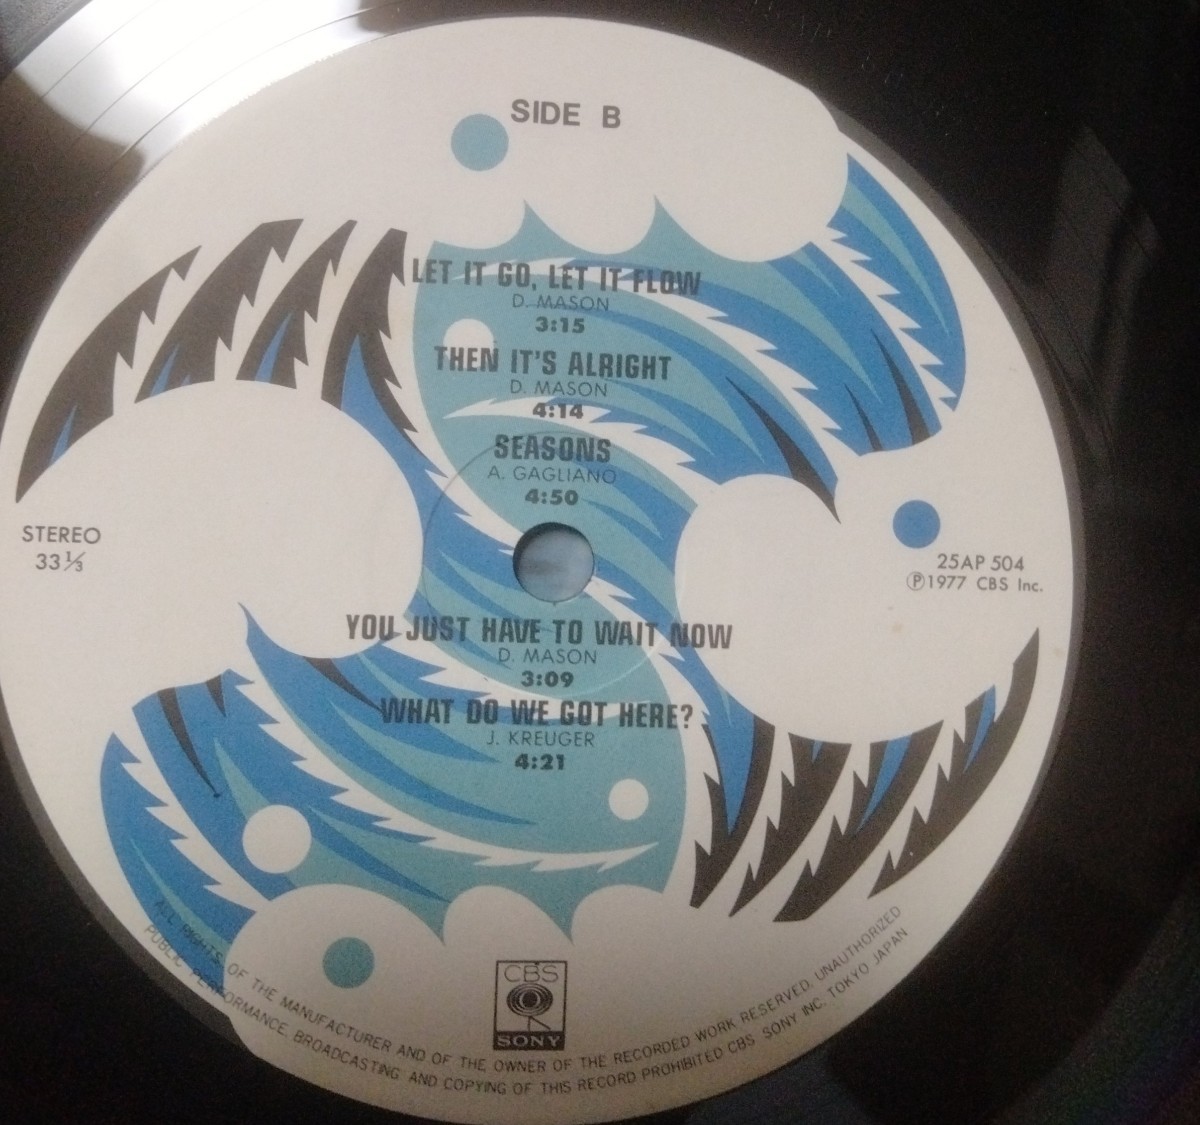 SIDE B
LET IT GO, LET IT FLOW
D. MASON
3:15
THEN IT'S ALRIGHT
D. MASON
4:14
SEASONS
A. GAGLIANO
4:50
STEREO
33⅓
25AP 504
Ⓟ1977 CBS Inc.
YOU JUST HAVE TO WAIT NOW
D. MASON
3:09
WHAT DO WE GOT HERE?
J. KREUGER
4:21
CBS
SONY
ALL RIGHTS OF THE MANUFACTURER AND OF THE OWNER OF THE RECORDED WORK RESERVED. UNAUTHORIZED
PUBLIC PERFORMANCE, BROADCASTING AND COPYING OF THIS RECORD PROHIBITED CBS SONY INC. TOKYO JAPAN